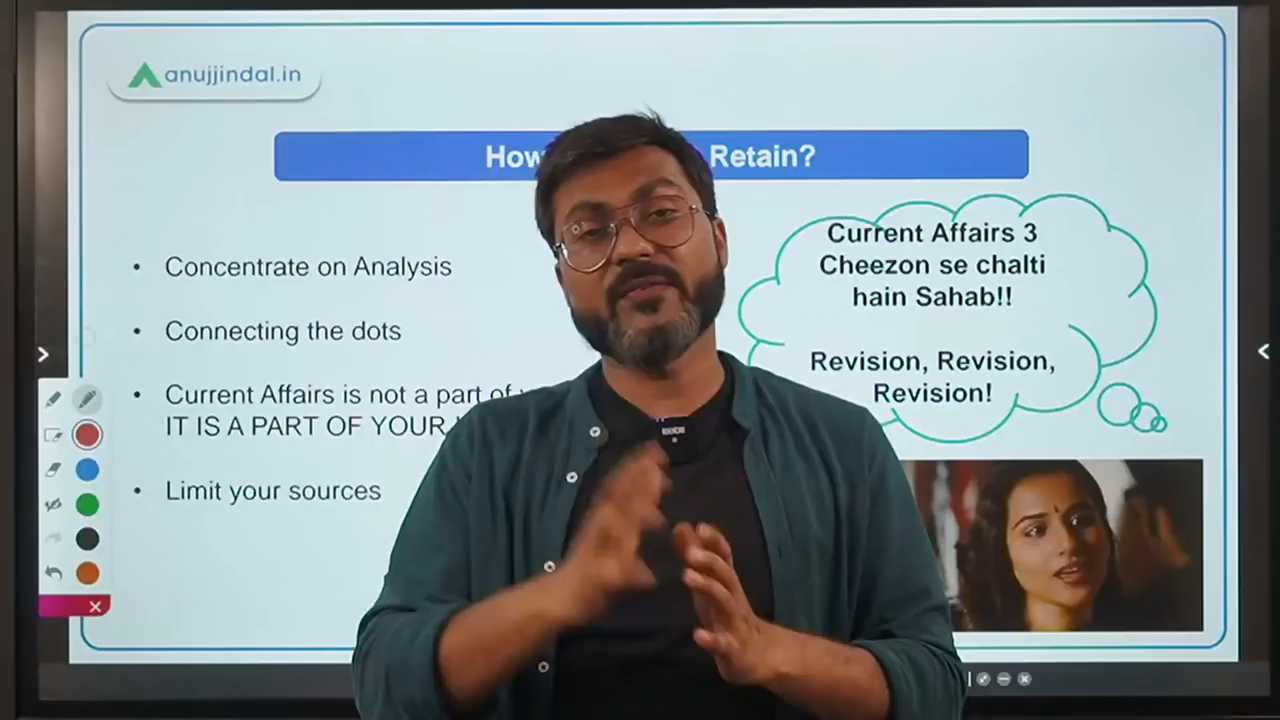 anujjindal.in
How Retain?
• Concentrate on Analysis
• Connecting the dots
• Current Affairs is not a part of
IT IS A PART OF YOUR
• Limit your sources
Current Affairs 3
Cheezon se chalti
hain Sahab!!
Revision, Revision,
Revision!